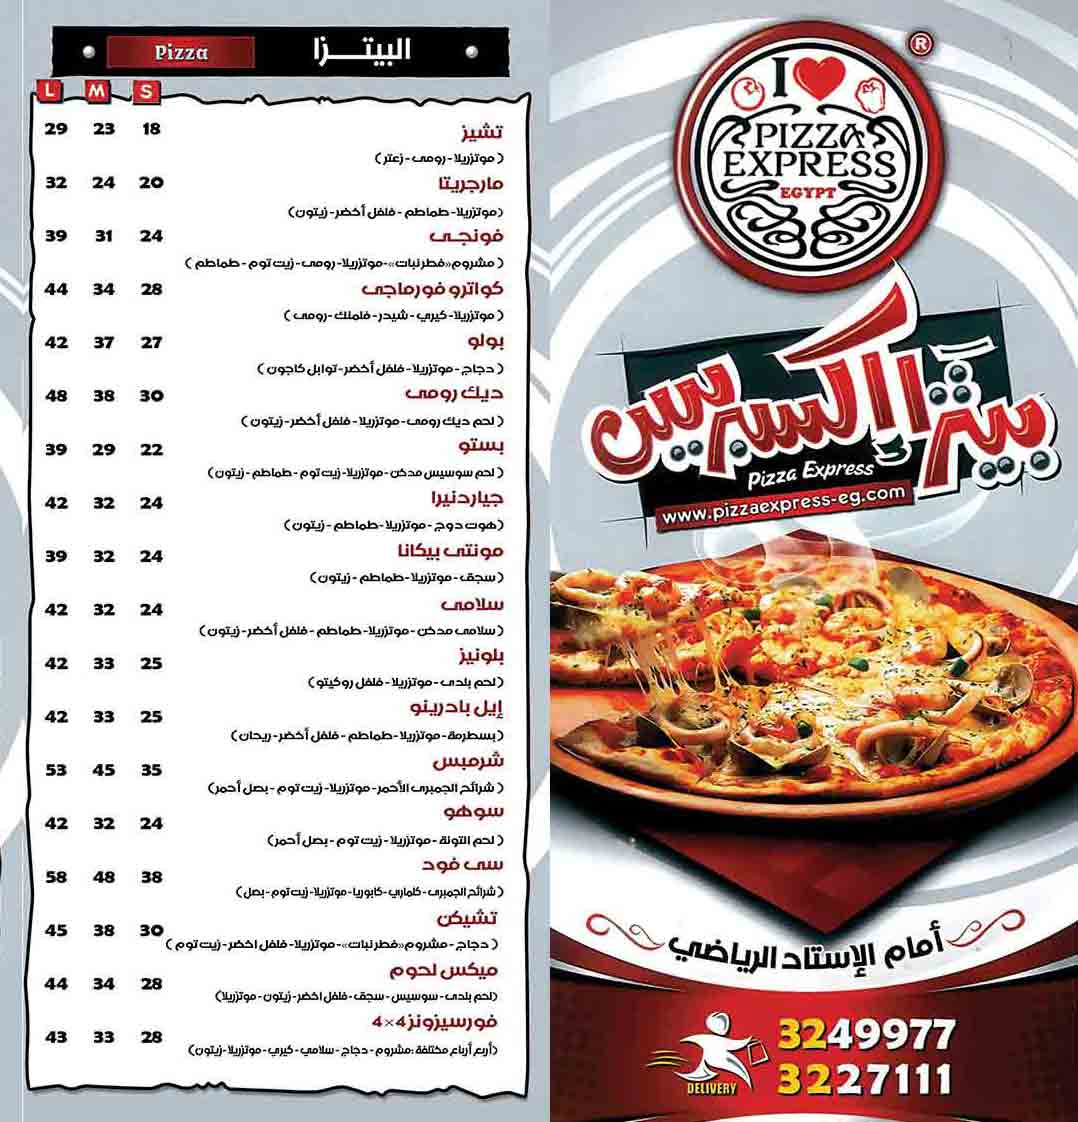 البيتــزا
Pizza
L M S
تشيز 18 23 29
( موتزريلا - رومى - زعتر )
مارجريتا 20 24 32
(موتزريلا- طماطم - فلفل أخضر- زيتون)
فونجـى 24 31 39
( مشروم«فطر نبات»-موتزريلا- رومى - زيت توم - طماطم )
كواترو فورماجى 28 34 44
( موتزريلا- كيري - شيدر - فلمنك -رومى )
بولو 27 37 42
( دجاج - موتزريلا- فلفل أخضر- توابل كاجون )
ديك رومى 30 38 48
( لحم ديك رومى - موتزريلا - فلفل أخضر- زيتون )
بستو 22 29 39
( لحم سوسيس مدخن - موتزريلا- زيت توم - طماطم - زيتون)
جياردنيرا 24 32 42
(هوت دوج - موتزريلا- طماطم - زيتون)
مونتى بيكانا 24 32 39
( سجق - موتزريلا- طماطم - زيتون)
سلامى 24 32 42
( سلامى مدخن - موتزريلا- طماطم - فلفل أخضر- زيتون )
بلونيز 25 33 42
( لحم بلدى - موتزريلا- فلفل روكيتو )
إيل بادرينو 25 33 42
(بسطرمة - موتزريلا- طماطم - فلفل أخضر- ريحان )
شرمبس 35 45 53
( شرائح الجمبرى الأحمر- موتزريلا- زيت توم - بصل أحمر)
سوهو 24 32 42
( لحم التونة - موتزريلا - زيت توم - بصل أحمر)
سى فود 38 48 58
(شرائح الجمبرى - كلمارى - كابوريا - موتزريلا- زيت توم - بصل)
تشيكن 30 38 45
( دجاج - مشروم«فطر نبات»- موتزريلا- فلفل اخضر - زيت توم )
ميكس لحوم 28 34 44
(لحم بلدى - سوسيس - سجق - فلفل اخضر - زيتون - موتزريلا)
فورسيزونز 4×4 28 33 43
(أربع أرباع مختلفة :مشروم - دجاج - سلامي - كيري - موتزريلا- زيتون)
®
I
PIZZA
EXPRESS
EGYPT
بيتزا إكسبريس
Pizza Express
www.pizzaexpress-eg.com
أمام الإستاد الرياضي
3249977
3227111
DELIVERY